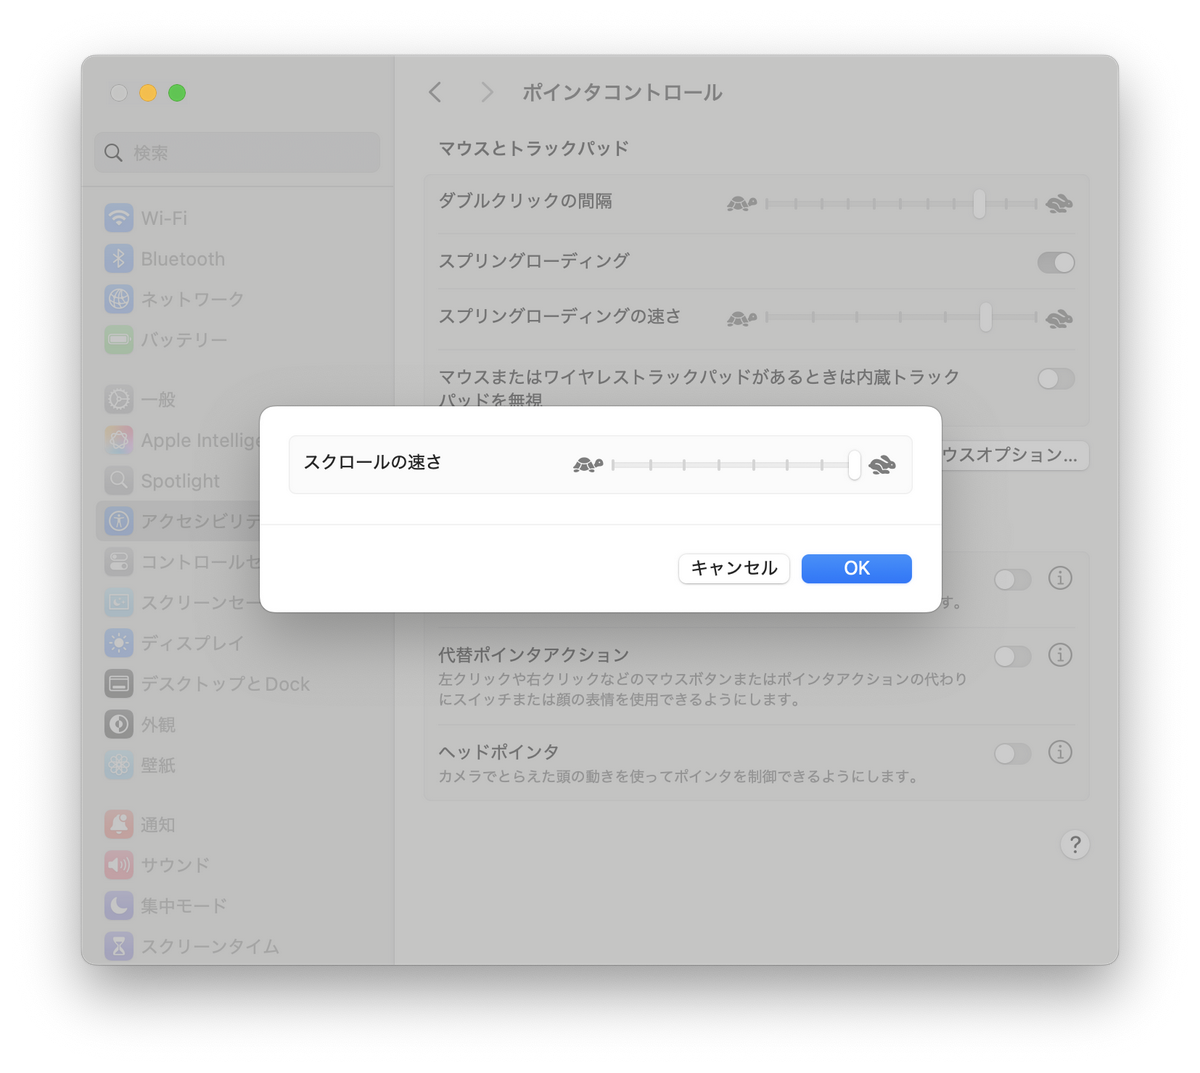 ポインタコントロール
検索
Wi-Fi
Bluetooth
ネットワーク
バッテリー
一般
Apple Intellige
Spotlight
アクセシビリテ
コントロールセ
スクリーンセー
ディスプレイ
デスクトップとDock
外観
壁紙
通知
サウンド
集中モード
スクリーンタイム
マウスとトラックパッド
ダブルクリックの間隔
スプリングローディング
スプリングローディングの速さ
マウスまたはワイヤレストラックパッドがあるときは内蔵トラック
パッドを無視
ウスオプション...
スクロールの速さ
キャンセル
OK
す。
代替ポインタアクション
左クリックや右クリックなどのマウスボタンまたはポインタアクションの代わり
にスイッチまたは顔の表情を使用できるようにします。
ヘッドポインタ
カメラでとらえた頭の動きを使ってポインタを制御できるようにします。
?